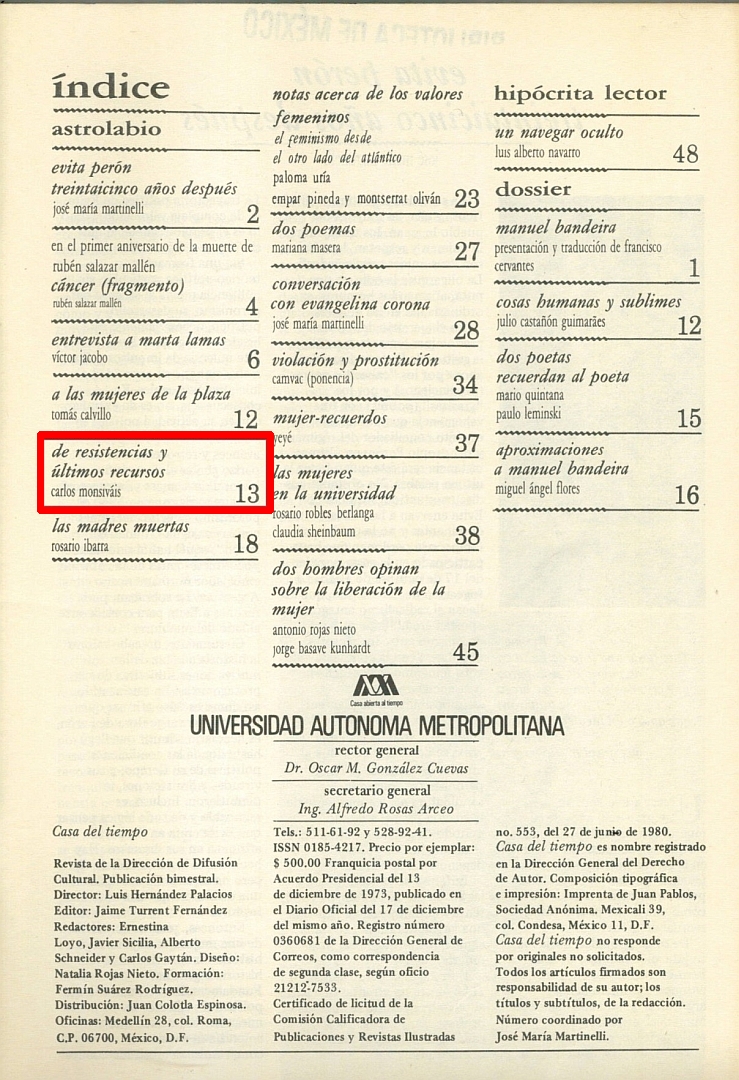 índice
astrolabio
evita perón
treintaicinco años después
josé maría martinelli 2
en el primer aniversario de la muerte de
rubén salazar mallén
cáncer (fragmento)
rubén salazar mallén 4
entrevista a marta lamas
víctor jacobo 6
a las mujeres de la plaza
tomás calvillo 12
de resistencias y
últimos recursos
carlos monsiváis 13
las madres muertas
rosario ibarra 18
notas acerca de los valores
femeninos
el feminismo desde
el otro lado del atlántico
paloma uría
empar pineda y montserrat oliván 23
dos poemas
mariana masera 27
conversación
con evangelina corona
josé maría martinelli 28
violación y prostitución
camvac (ponencia) 34
mujer-recuerdos
yeyé 37
las mujeres
en la universidad
rosario robles berlanga
claudia sheinbaum 38
dos hombres opinan
sobre la liberación de la
mujer
antonio rojas nieto
jorge basave kunhardt 45
hipócrita lector
un navegar oculto
luis alberto navarro 48
dossier
manuel bandeira
presentación y traducción de francisco
cervantes 1
cosas humanas y sublimes
julio castañón guimarães 12
dos poetas
recuerdan al poeta
mario quintana
paulo leminski 15
aproximaciones
a manuel bandeira
miguel ángel flores 16
Casa abierta al tiempo
UNIVERSIDAD AUTONOMA METROPOLITANA
rector general
Dr. Oscar M. González Cuevas
secretario general
Ing. Alfredo Rosas Arceo
Casa del tiempo
Revista de la Dirección de Difusión
Cultural. Publicación bimestral.
Director: Luis Hernández Palacios
Editor: Jaime Turrent Fernández
Redactores: Ernestina
Loyo, Javier Sicilia, Alberto
Schneider y Carlos Gaytán. Diseño:
Natalia Rojas Nieto. Formación:
Fermín Suárez Rodríguez.
Distribución: Juan Colotla Espinosa.
Oficinas: Medellín 28, col. Roma,
C.P. 06700, México, D.F.
Tels.: 511-61-92 y 528-92-41.
ISSN 0185-4217. Precio por ejemplar:
$ 500.00 Franquicia postal por
Acuerdo Presidencial del 13
de diciembre de 1973, publicado en
el Diario Oficial del 17 de diciembre
del mismo año. Registro número
0360681 de la Dirección General de
Correos, como correspondencia
de segunda clase, según oficio
21212-7533.
Certificado de licitud de la
Comisión Calificadora de
Publicaciones y Revistas Ilustradas
no. 553, del 27 de junio de 1980.
Casa del tiempo es nombre registrado
en la Dirección General del Derecho
de Autor. Composición tipográfica
e impresión: Imprenta de Juan Pablos,
Sociedad Anónima. Mexicali 39,
col. Condesa, México 11, D.F.
Casa del tiempo no responde
por originales no solicitados.
Todos los artículos firmados son
responsabilidad de su autor; los
títulos y subtítulos, de la redacción.
Número coordinado por
José María Martinelli.